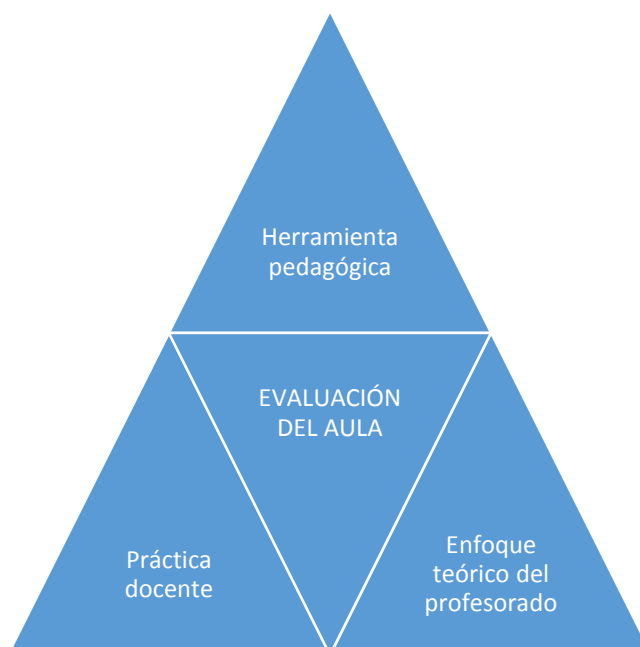 Herramienta
pedagógica
EVALUACIÓN
DEL AULA
Práctica
docente
Enfoque
teórico del
profesorado